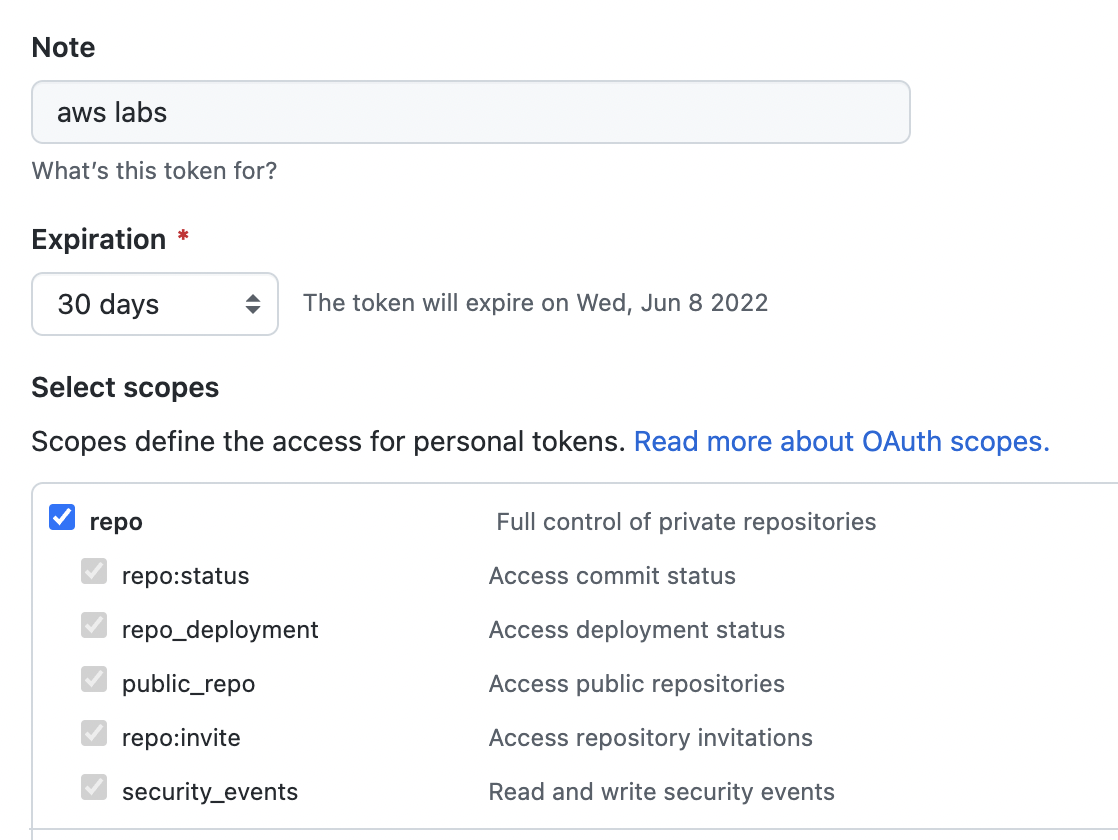 Note
aws labs
What's this token for?
Expiration *
30 days The token will expire on Wed, Jun 8 2022
Select scopes
Scopes define the access for personal tokens. Read more about OAuth scopes.
repo Full control of private repositories
repo:status Access commit status
repo_deployment Access deployment status
public_repo Access public repositories
repo:invite Access repository invitations
security_events Read and write security events